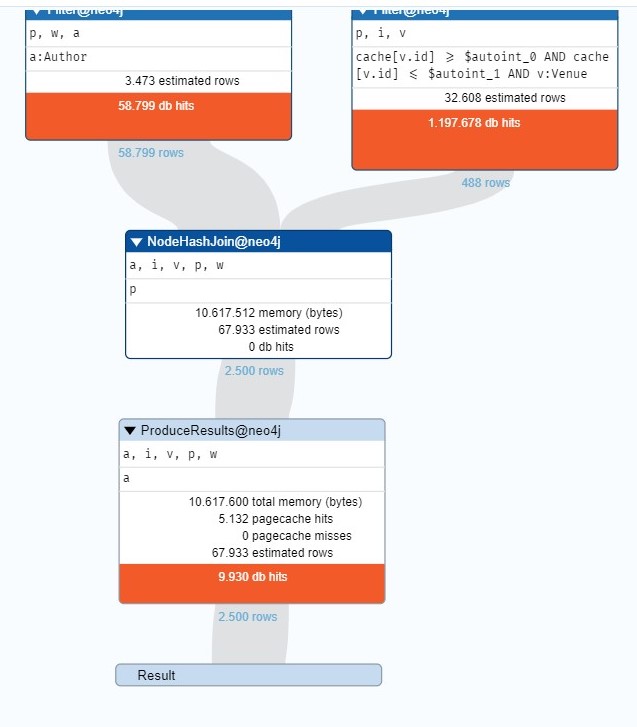 Filter@neo4j
p, w, a
a:Author
3.473 estimated rows
58.799 db hits
58.799 rows
Filter@neo4j
p, i, v
cache[v.id] ⩾ $autoint_0 AND cache
[v.id] ⩽ $autoint_1 AND v:Venue
32.608 estimated rows
1.197.678 db hits
488 rows
NodeHashJoin@neo4j
a, i, v, p, w
p
10.617.512 memory (bytes)
67.933 estimated rows
0 db hits
2.500 rows
ProduceResults@neo4j
a, i, v, p, w
a
10.617.600 total memory (bytes)
5.132 pagecache hits
0 pagecache misses
67.933 estimated rows
9.930 db hits
2.500 rows
Result